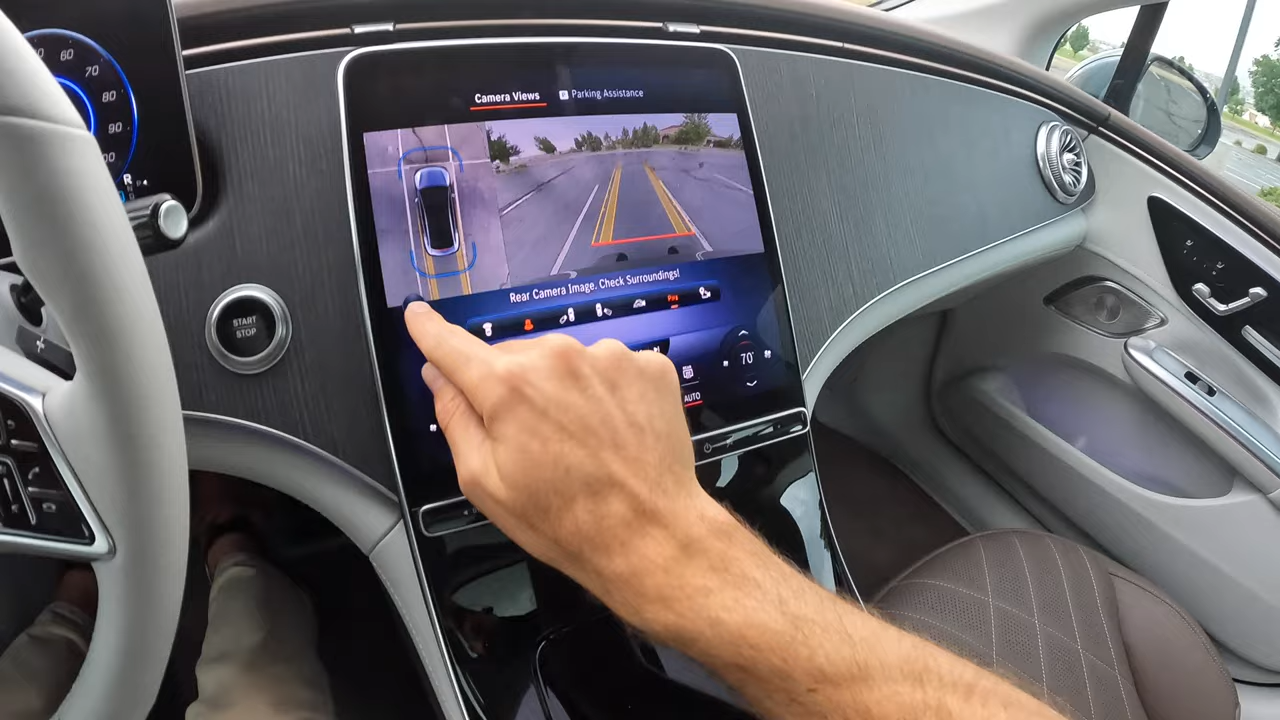 60
70
80
90
R
N
P
START
STOP
Camera Views
Parking Assistance
Rear Camera Image. Check Surroundings!
70
AUTO